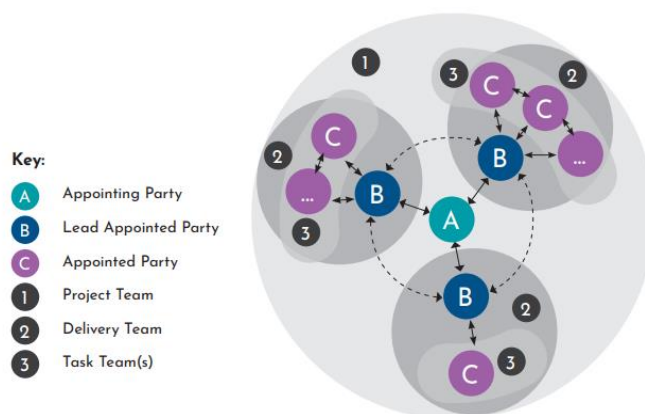 1
3
C
2
C
C
...
2
B
B
...
3
A
B
2
C
3
Key:
A Appointing Party
B Lead Appointed Party
C Appointed Party
1 Project Team
2 Delivery Team
3 Task Team(s)